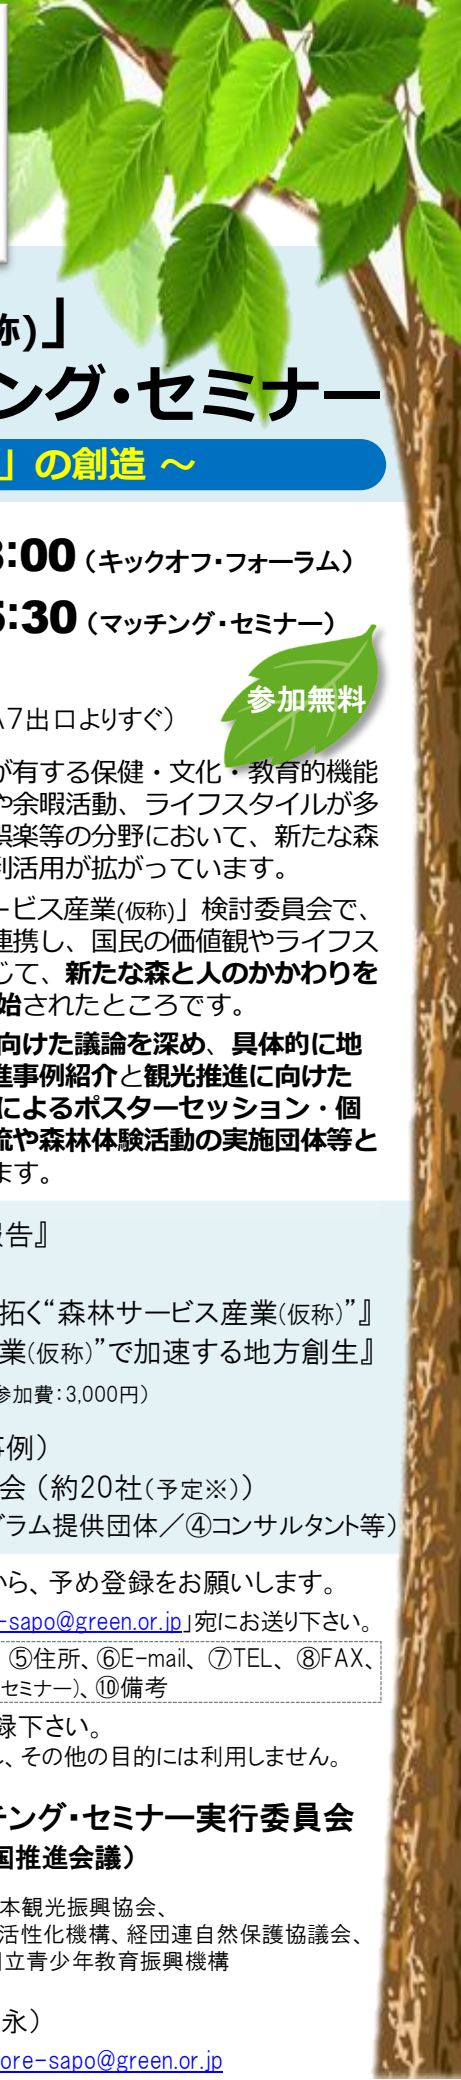 称)」
ング・セミナー
」の創造 ～
:00（キックオフ・フォーラム）
:30（マッチング・セミナー）
参加無料
7出口よりすぐ）
が有する保健・文化・教育的機能
や余暇活動、ライフスタイルが多
娯楽等の分野において、新たな森
利活用が拡がっています。
ービス産業(仮称)」検討委員会で、
連携し、国民の価値観やライフス
じて、新たな森と人のかかわりを
始されたところです。
向けた議論を深め、具体的に地
進事例紹介と観光推進に向けた
によるポスターセッション・個
流や森林体験活動の実施団体等と
ます。
報告』
拓く“森林サービス産業(仮称)”』
業(仮称)”で加速する地方創生』
参加費：3,000円）
事例）
会（約20社（予定※））
グラム提供団体／④コンサルタント等）
から、予め登録をお願いします。
-sapo@green.or.jp」宛にお送り下さい。
⑤住所、⑥E-mail、⑦TEL、⑧FAX、
セミナー）、⑩備考
録下さい。
し、その他の目的には利用しません。
チング・セミナー実行委員会
国推進会議）
本観光振興協会、
活性化機構、経団連自然保護協議会、
国立青少年教育振興機構
永）
ore-sapo@green.or.jp